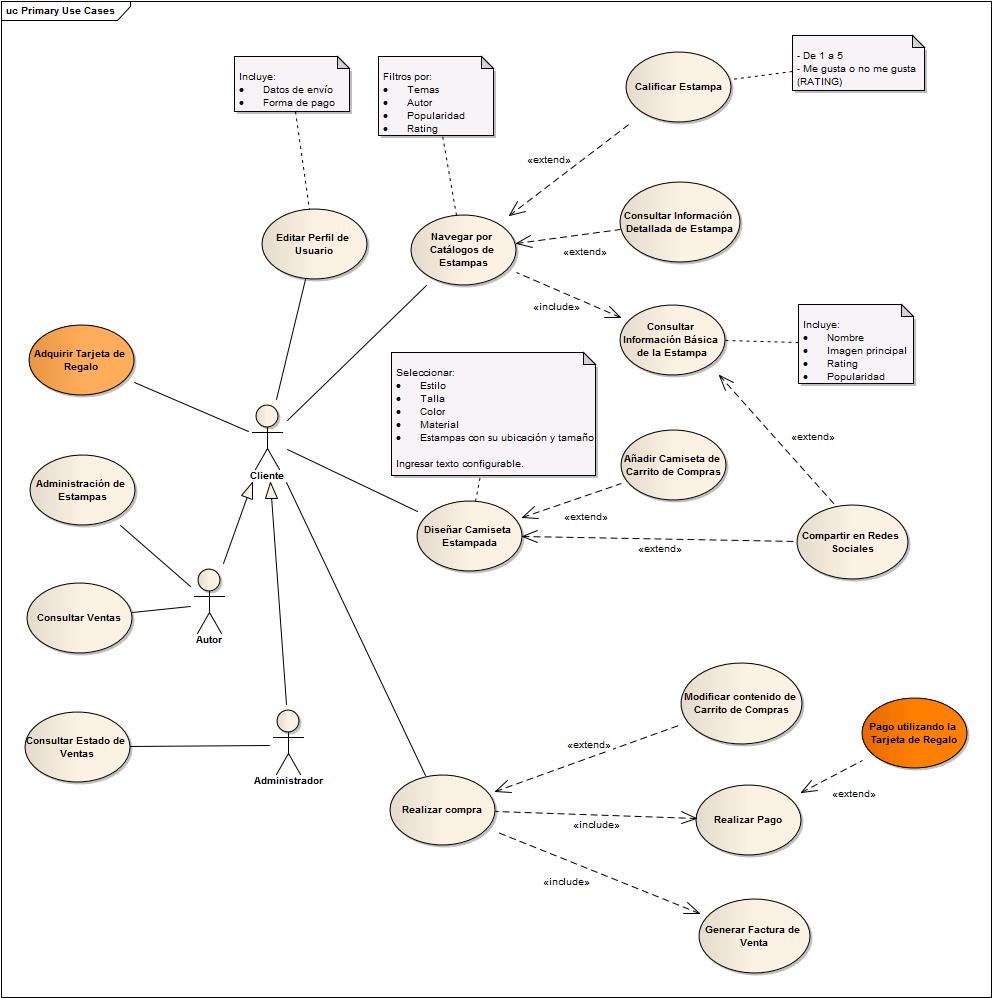 uc Primary Use Cases
Incluye:
• Datos de envío
• Forma de pago
Filtros por:
• Temas
• Autor
• Popularidad
• Rating
Calificar Estampa
- De 1 a 5
- Me gusta o no me gusta
(RATING)
«extend»
Editar Perfil de
Usuario
Navegar por
Catálogos de
Estampas
Consultar Información
Detallada de Estampa
«extend»
«include»
Consultar
Información Básica
de la Estampa
Incluye:
• Nombre
• Imagen principal
• Rating
• Popularidad
Adquirir Tarjeta de
Regalo
Seleccionar:
• Estilo
• Talla
• Color
• Material
• Estampas con su ubicación y tamaño
Ingresar texto configurable.
«extend»
Cliente
Añadir Camiseta de
Carrito de Compras
Administración de
Estampas
«extend»
Diseñar Camiseta
Estampada
«extend»
Compartir en Redes
Sociales
Consultar Ventas
Autor
Modificar contenido de
Carrito de Compras
Pago utilizando la
Tarjeta de Regalo
Consultar Estado de
Ventas
Administrador
«extend»
«extend»
Realizar compra
«include»
Realizar Pago
«include»
Generar Factura de
Venta